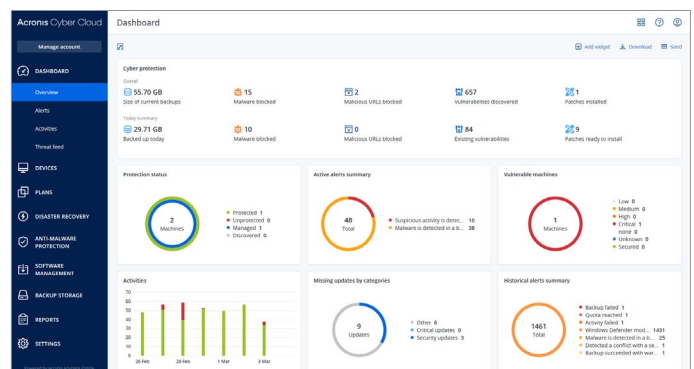 Acronis Cyber Cloud
Dashboard
Manage account
Add widget Download Send
DASHBOARD
Overview
Alerts
Activities
Threat feed
DEVICES
PLANS
DISASTER RECOVERY
ANTI-MALWARE
PROTECTION
SOFTWARE
MANAGEMENT
BACKUP STORAGE
REPORTS
SETTINGS
Powered by Acronis
Cyber protection
Overall
55.70 GB 15 2 657 1
Size of current backups Malware blocked Malicious URLs blocked Vulnerabilities discovered Patches installed
Today summary
29.71 GB 10 0 84 9
Backed up today Malware blocked Malicious URLs blocked Existing vulnerabilities Patches ready to install
Protection status
2
Machines
Protected 1
Unprotected 0
Managed 1
Discovered 0
Active alerts summary
48
Total
Suspicious activity is detec... 10
Malware is detected in a b... 38
Vulnerable machines
1
Machines
Low 0
Medium 0
High 0
Critical 1
none 0
Unknown 0
Secured 0
Activities
70
60
50
40
30
20
10
0
26 Feb 28 Feb 1 Mar 3 Mar
Missing updates by categories
9
Updates
Other 6
Critical updates 0
Security updates 3
Historical alerts summary
1461
Total
Backup failed 1
Quota reached 1
Activity failed 1
Windows Defender mod... 1431
Malware is detected in a b... 25
Detected a conflict with a se... 1
Backup succeeded with war... 1